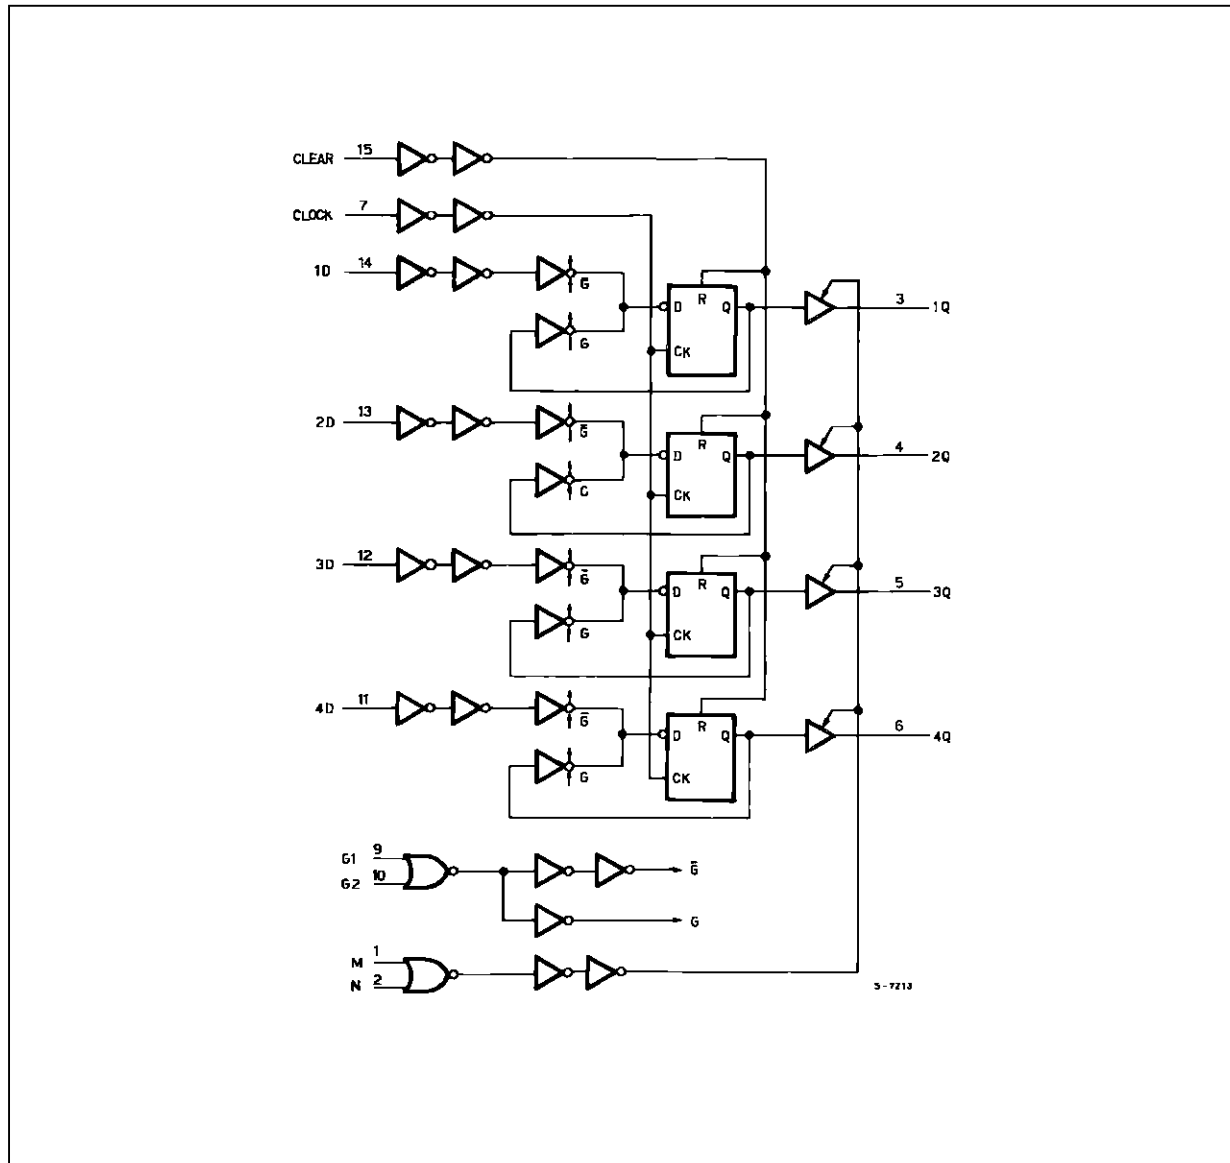 CLEAR 15
CLOCK 7
1D 14
Ḡ
R
D Q
3 1Q
G
CK
2D 13
Ḡ
R
D Q
4 2Q
C
CK
3D 12
Ḡ
R
D Q
5 3Q
G
CK
4D 11
Ḡ
R
D Q
6 4Q
G
CK
G1 9
Ḡ
G2 10
G
M 1
N 2
S-7213